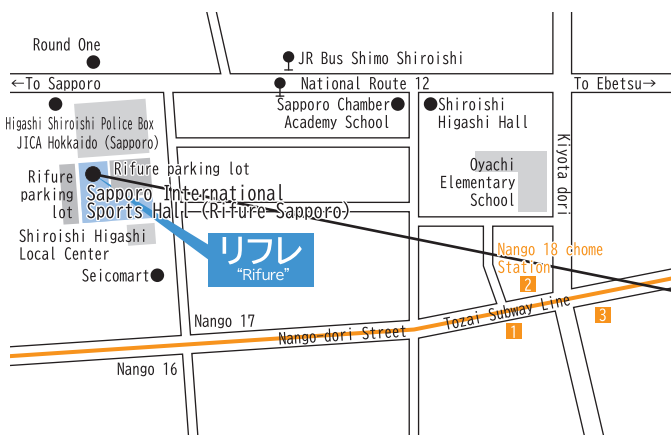 Round One
JR Bus Shimo Shiroishi
←To Sapporo
National Route 12
To Ebetsu→
Sapporo Chamber
Academy School
Shiroishi
Higashi Hall
Higashi Shiroishi Police Box
JICA Hokkaido (Sapporo)
Kiyota dori
Rifure parking lot
Rifure
parking
lot
Sapporo International
Sports Hall (Rifure Sapporo)
Oyachi
Elementary
School
Shiroishi Higashi
Local Center
リフレ
“Rifure”
Seicomart
Nango 18 chome
Station
2
Tozai Subway Line
1
3
Nango 17
Nango dori Street
Nango 16